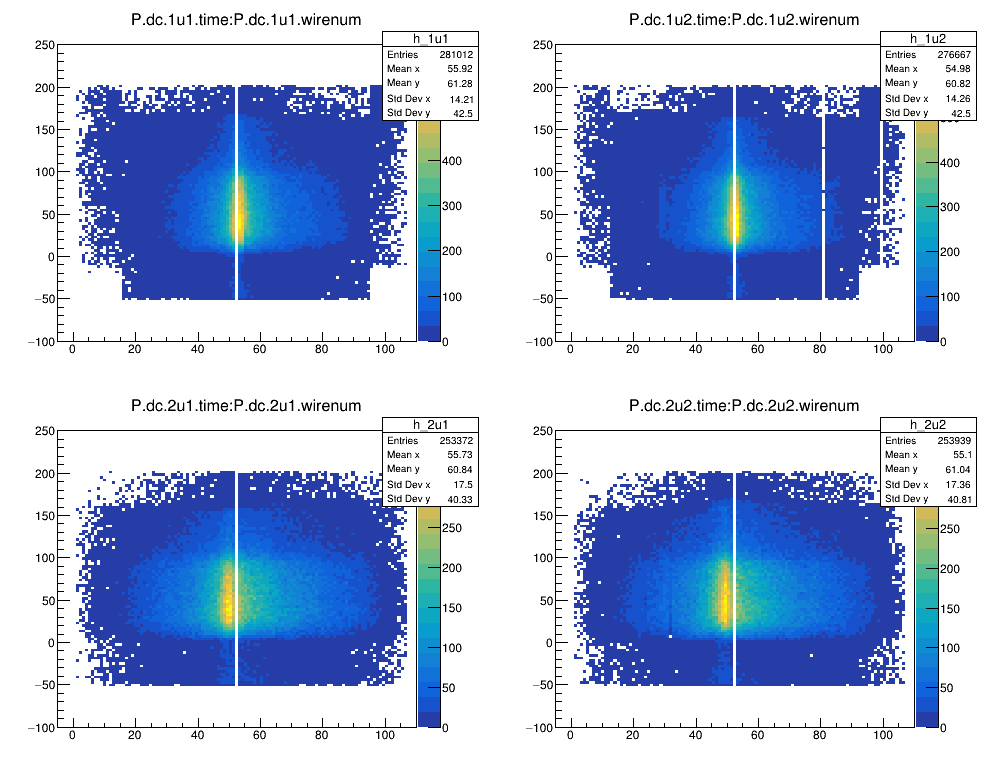 P.dc.1u1.time:P.dc.1u1.wirenum
h_1u1
Entries 281012
Mean x 55.92
Mean y 61.28
Std Dev x 14.21
Std Dev y 42.5
250
200
150
100
50
0
−50
−100
0 20 40 60 80 100
400
300
200
100
0
P.dc.1u2.time:P.dc.1u2.wirenum
h_1u2
Entries 276667
Mean x 54.98
Mean y 60.82
Std Dev x 14.26
Std Dev y 42.5
250
200
150
100
50
0
−50
−100
0 20 40 60 80 100
400
300
200
100
0
P.dc.2u1.time:P.dc.2u1.wirenum
h_2u1
Entries 253372
Mean x 55.73
Mean y 60.84
Std Dev x 17.5
Std Dev y 40.33
250
200
150
100
50
0
−50
−100
0 20 40 60 80 100
250
200
150
100
50
0
P.dc.2u2.time:P.dc.2u2.wirenum
h_2u2
Entries 253939
Mean x 55.1
Mean y 61.04
Std Dev x 17.36
Std Dev y 40.81
250
200
150
100
50
0
−50
−100
0 20 40 60 80 100
250
200
150
100
50
0